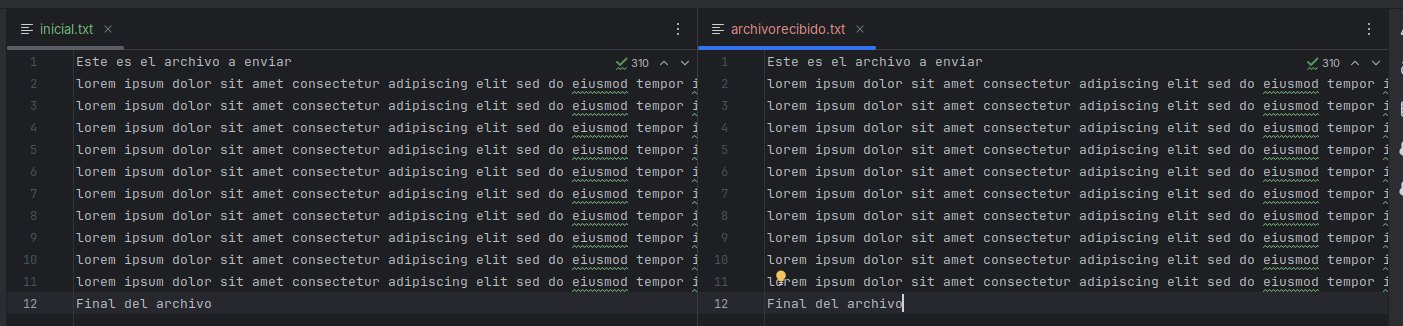 inicial.txt
310
1 Este es el archivo a enviar
2 lorem ipsum dolor sit amet consectetur adipiscing elit sed do eiusmod tempor i
3 lorem ipsum dolor sit amet consectetur adipiscing elit sed do eiusmod tempor i
4 lorem ipsum dolor sit amet consectetur adipiscing elit sed do eiusmod tempor i
5 lorem ipsum dolor sit amet consectetur adipiscing elit sed do eiusmod tempor i
6 lorem ipsum dolor sit amet consectetur adipiscing elit sed do eiusmod tempor i
7 lorem ipsum dolor sit amet consectetur adipiscing elit sed do eiusmod tempor i
8 lorem ipsum dolor sit amet consectetur adipiscing elit sed do eiusmod tempor i
9 lorem ipsum dolor sit amet consectetur adipiscing elit sed do eiusmod tempor i
10 lorem ipsum dolor sit amet consectetur adipiscing elit sed do eiusmod tempor i
11 lorem ipsum dolor sit amet consectetur adipiscing elit sed do eiusmod tempor i
12 Final del archivo
archivorecibido.txt
310
1 Este es el archivo a enviar
2 lorem ipsum dolor sit amet consectetur adipiscing elit sed do eiusmod tempor i
3 lorem ipsum dolor sit amet consectetur adipiscing elit sed do eiusmod tempor i
4 lorem ipsum dolor sit amet consectetur adipiscing elit sed do eiusmod tempor i
5 lorem ipsum dolor sit amet consectetur adipiscing elit sed do eiusmod tempor i
6 lorem ipsum dolor sit amet consectetur adipiscing elit sed do eiusmod tempor i
7 lorem ipsum dolor sit amet consectetur adipiscing elit sed do eiusmod tempor i
8 lorem ipsum dolor sit amet consectetur adipiscing elit sed do eiusmod tempor i
9 lorem ipsum dolor sit amet consectetur adipiscing elit sed do eiusmod tempor i
10 lorem ipsum dolor sit amet consectetur adipiscing elit sed do eiusmod tempor i
11 lorem ipsum dolor sit amet consectetur adipiscing elit sed do eiusmod tempor i
12 Final del archivo